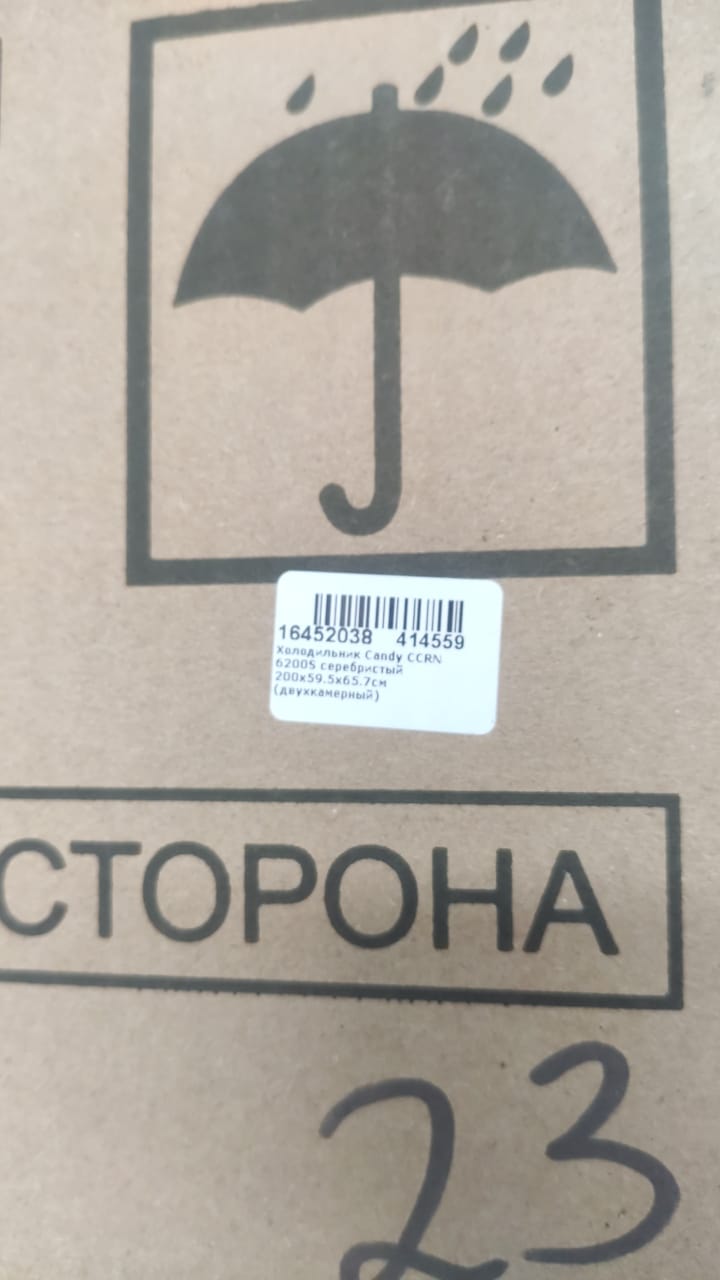 16452038 414559
Холодильник Candy CCRN
6200S серебристый
200x59.5x65.7см
(двухкамерный)
СТОРОНА
23